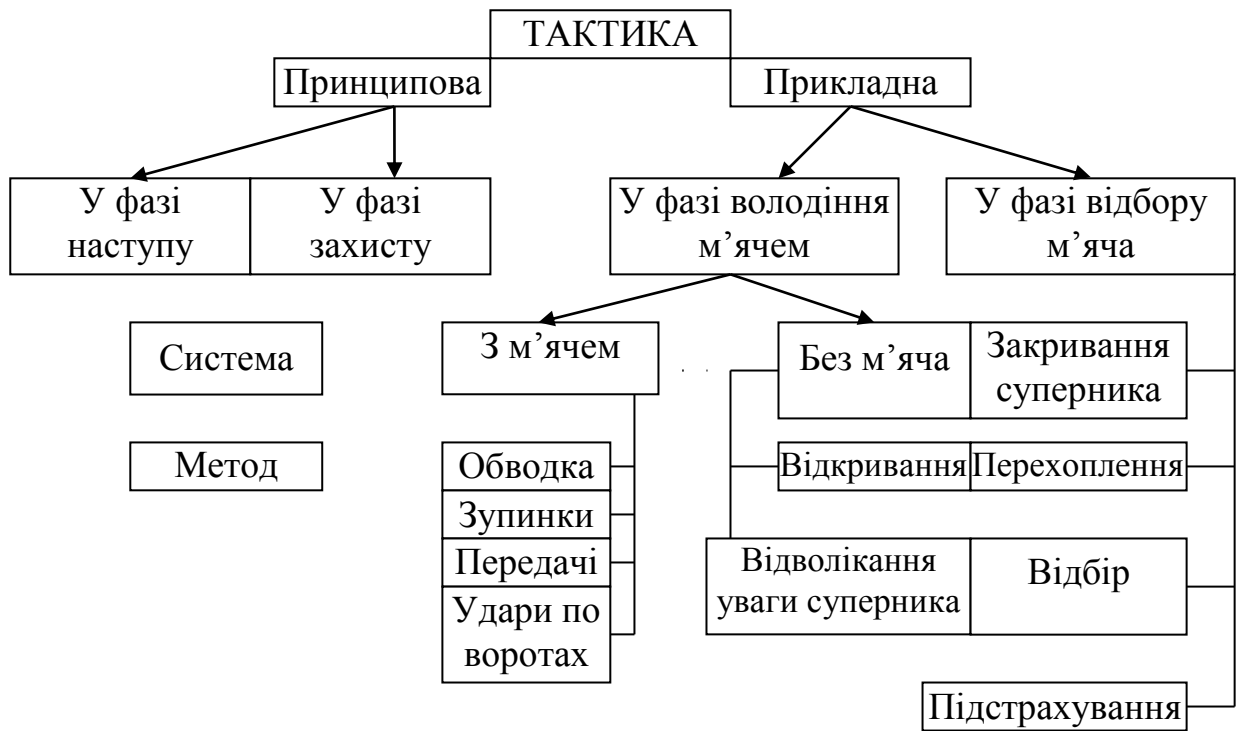 ТАКТИКА
Принципова
Прикладна
У фазі
наступу
У фазі
захисту
У фазі володіння
м’ячем
У фазі відбору
м’яча
Система
З м’ячем
Без м’яча
Закривання
суперника
Метод
Обводка
Відкривання
Перехоплення
Зупинки
Передачі
Відволікання
уваги суперника
Відбір
Удари по
воротах
Підстрахування